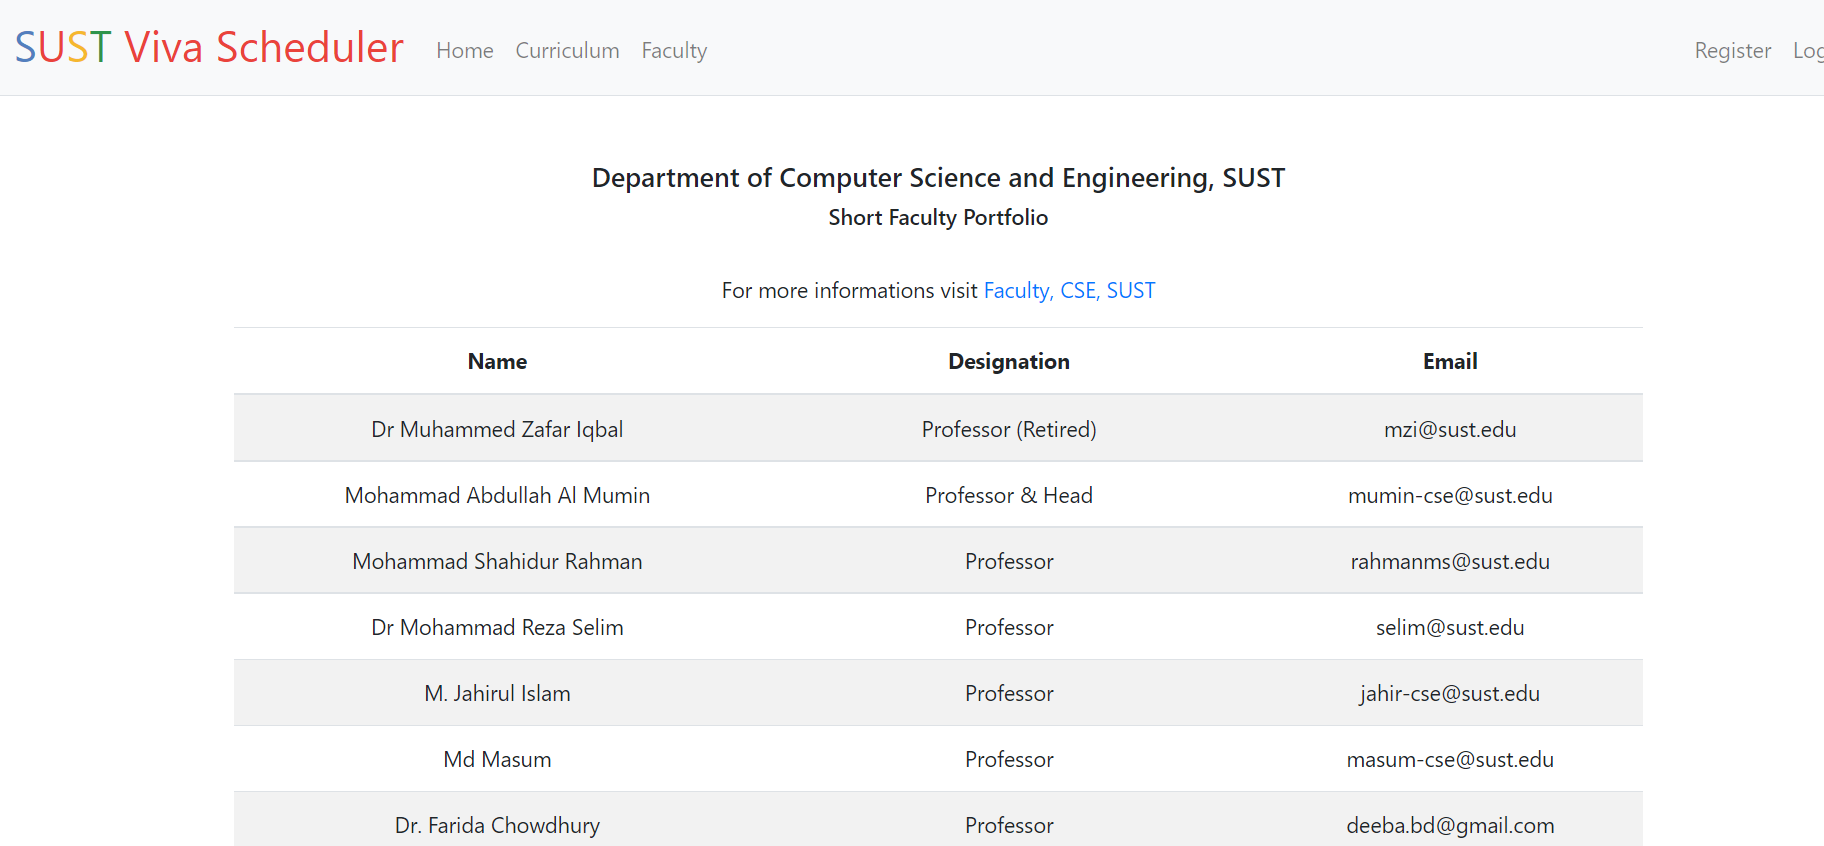 SUST Viva Scheduler Home Curriculum Faculty Register Log
Department of Computer Science and Engineering, SUST
Short Faculty Portfolio
For more informations visit Faculty, CSE, SUST
Name Designation Email
Dr Muhammed Zafar Iqbal Professor (Retired) mzi@sust.edu
Mohammad Abdullah Al Mumin Professor & Head mumin-cse@sust.edu
Mohammad Shahidur Rahman Professor rahmanms@sust.edu
Dr Mohammad Reza Selim Professor selim@sust.edu
M. Jahirul Islam Professor jahir-cse@sust.edu
Md Masum Professor masum-cse@sust.edu
Dr. Farida Chowdhury Professor deeba.bd@gmail.com